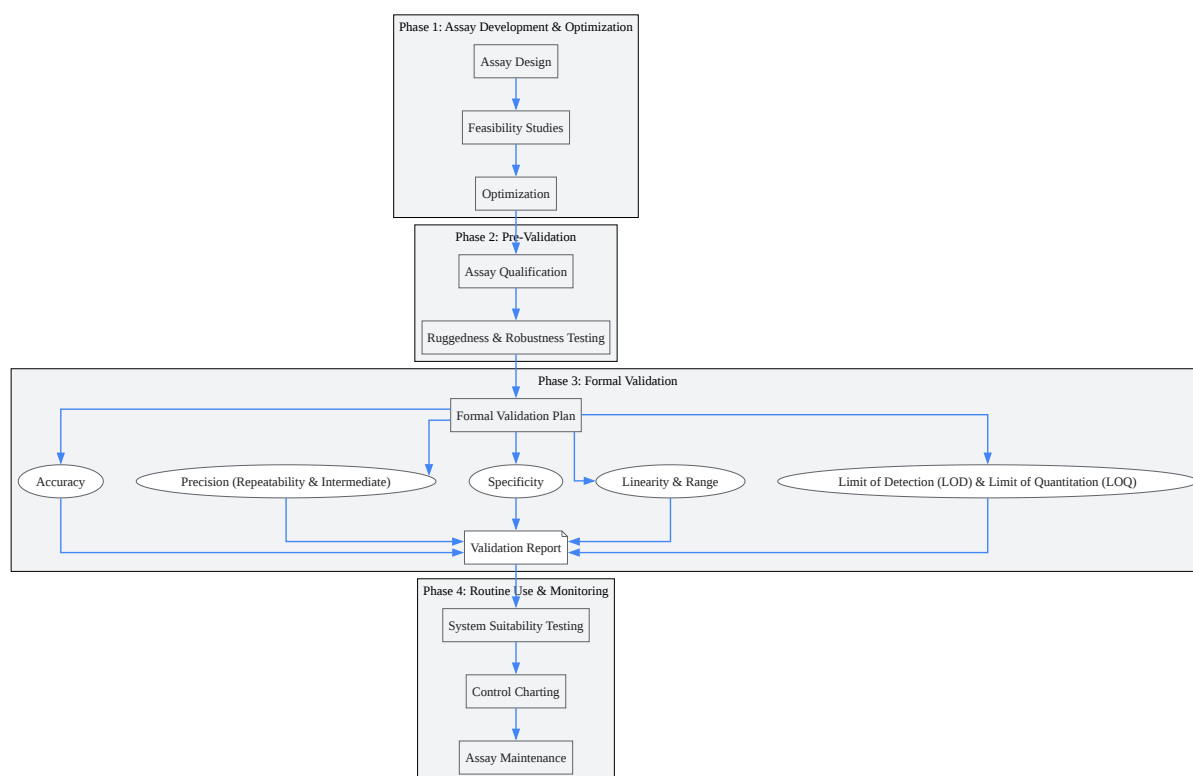 Phase 1: Assay Development & Optimization
Assay Design
Feasibility Studies
Optimization
Phase 2: Pre-Validation
Assay Qualification
Ruggedness & Robustness Testing
Phase 3: Formal Validation
Formal Validation Plan
Accuracy
Precision (Repeatability & Intermediate)
Specificity
Linearity & Range
Limit of Detection (LOD) & Limit of Quantitation (LOQ)
Validation Report
Phase 4: Routine Use & Monitoring
System Suitability Testing
Control Charting
Assay Maintenance